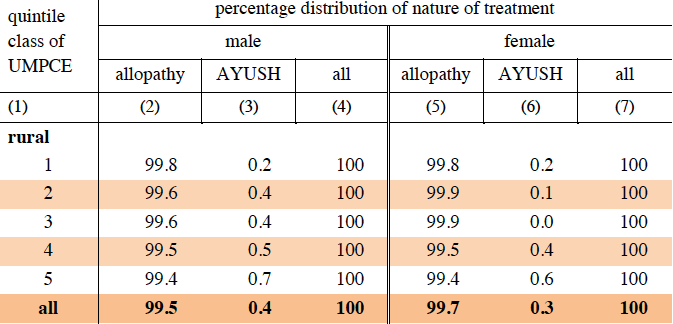 quintile class of UMPCE percentage distribution of nature of treatment
male female
allopathy AYUSH all allopathy AYUSH all
(1) (2) (3) (4) (5) (6) (7)
rural
1 99.8 0.2 100 99.8 0.2 100
2 99.6 0.4 100 99.9 0.1 100
3 99.6 0.4 100 99.9 0.0 100
4 99.5 0.5 100 99.5 0.4 100
5 99.4 0.7 100 99.4 0.6 100
all 99.5 0.4 100 99.7 0.3 100